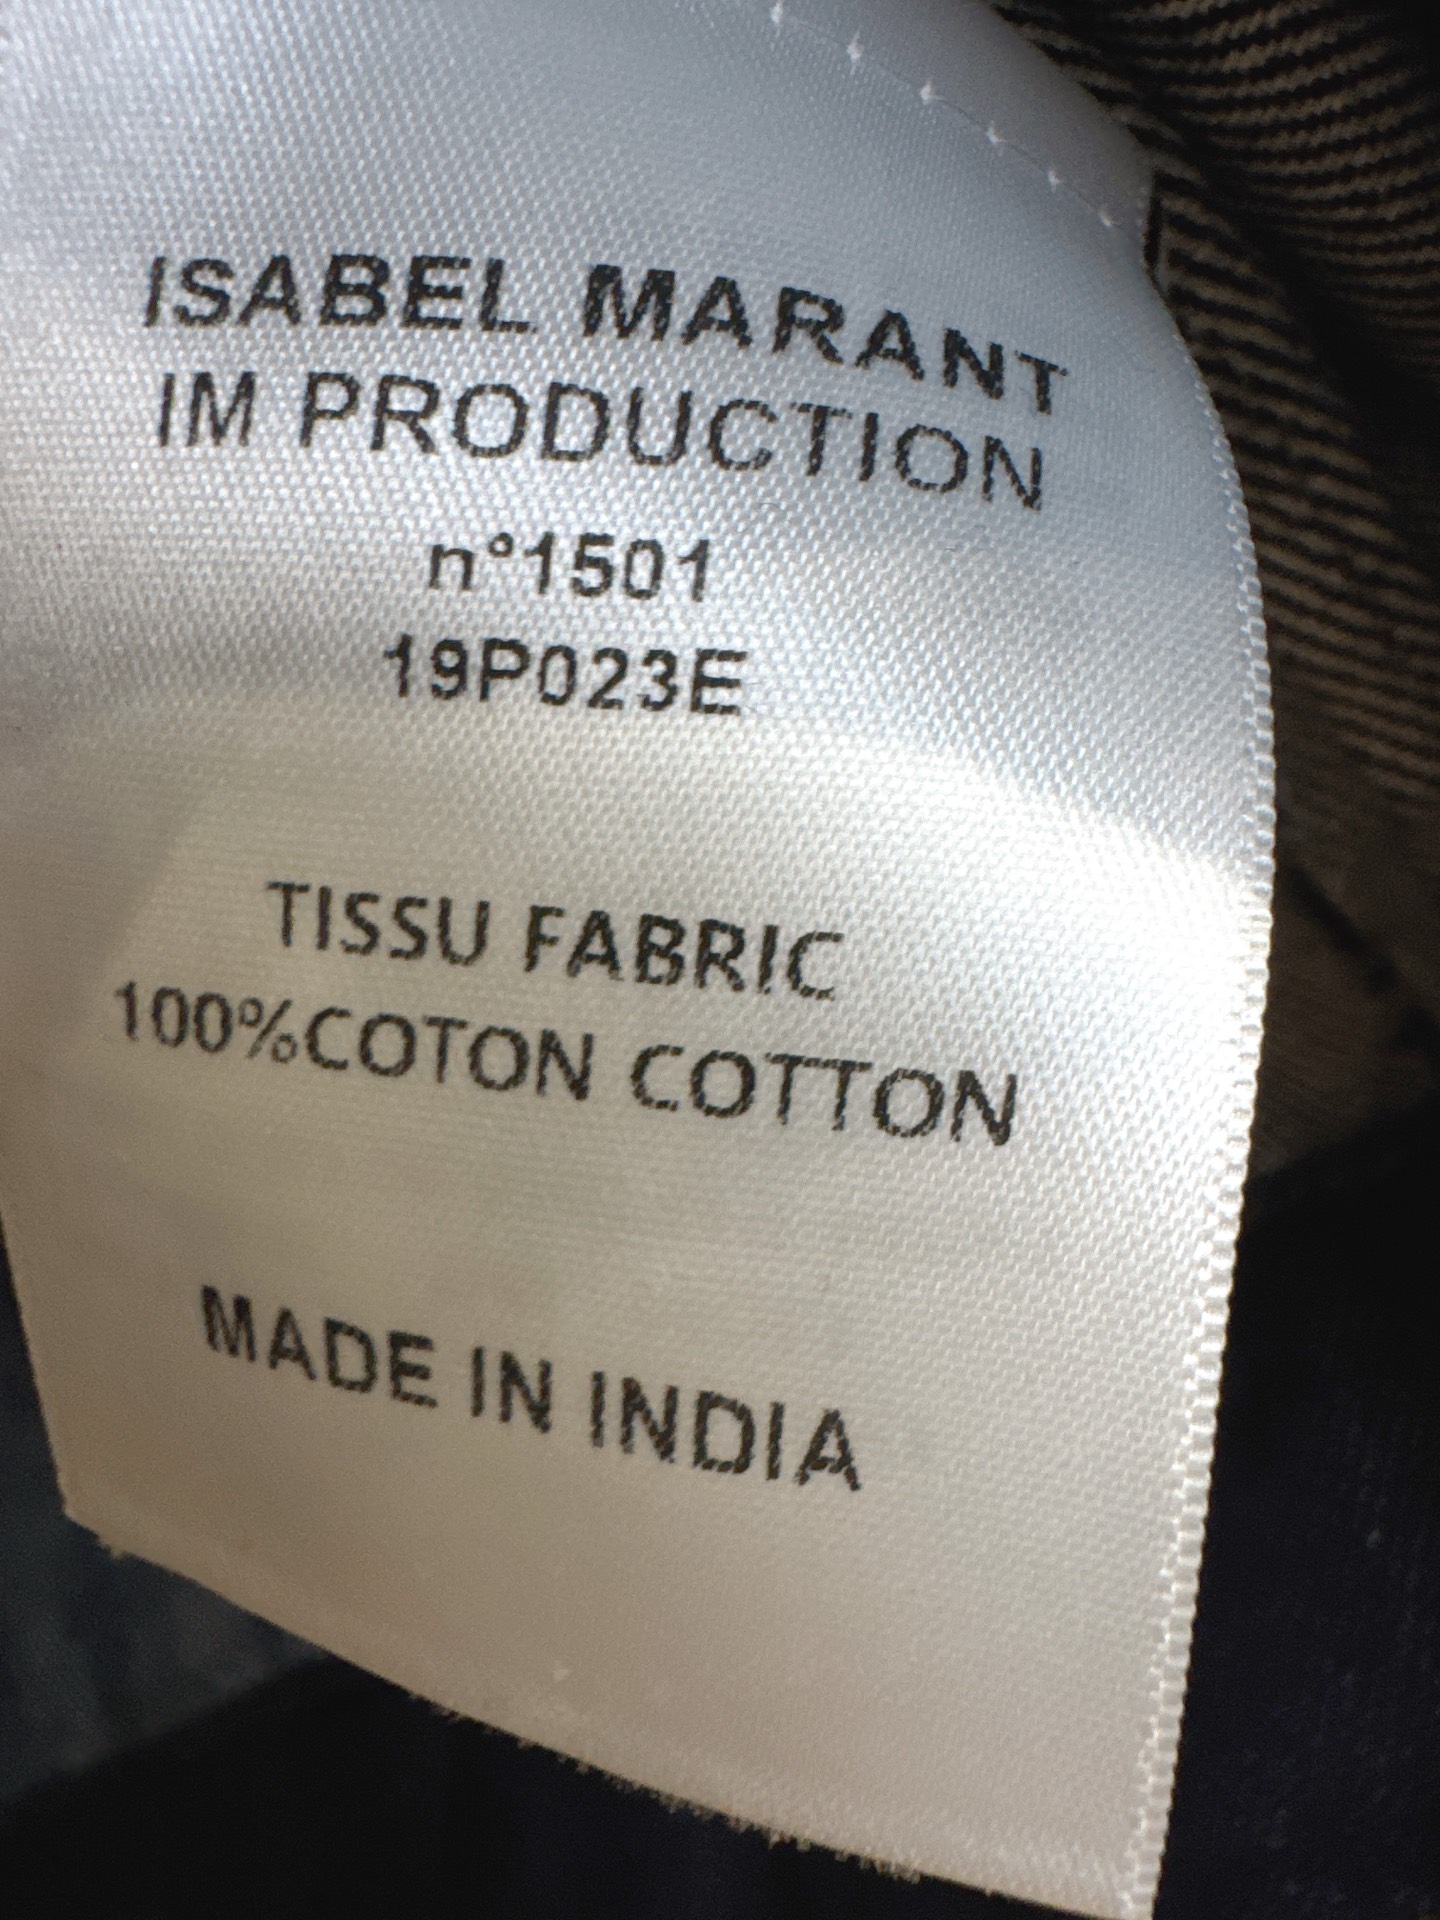 ISABEL MARANT
IM PRODUCTION
n°1501
19P023E
TISSU FABRIC
100%COTON COTTON
MADE IN INDIA